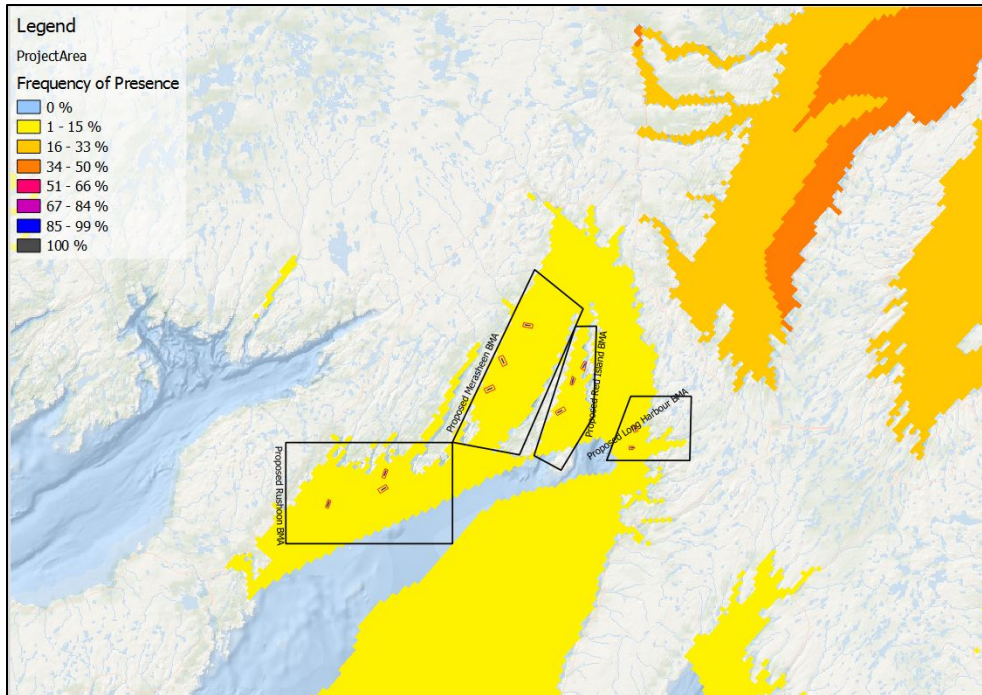 Legend
ProjectArea
Frequency of Presence
0 %
1 - 15 %
16 - 33 %
34 - 50 %
51 - 66 %
67 - 84 %
85 - 99 %
100 %
Proposed Merasheen BMA
Proposed Red Island BMA
Proposed Long Harbour BMA
Proposed Rushoon BMA